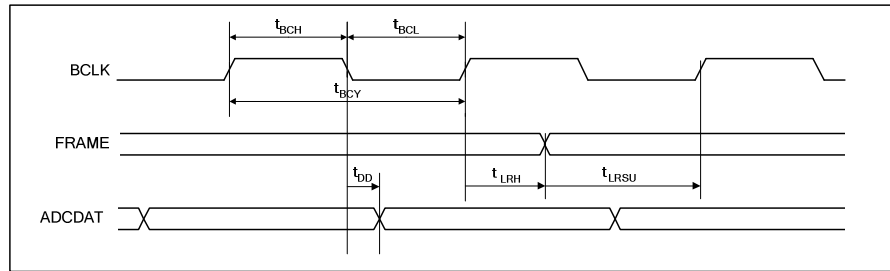 tBCH
tBCL
BCLK
tBCY
FRAME
tDD
tLRH
tLRSU
ADCDAT